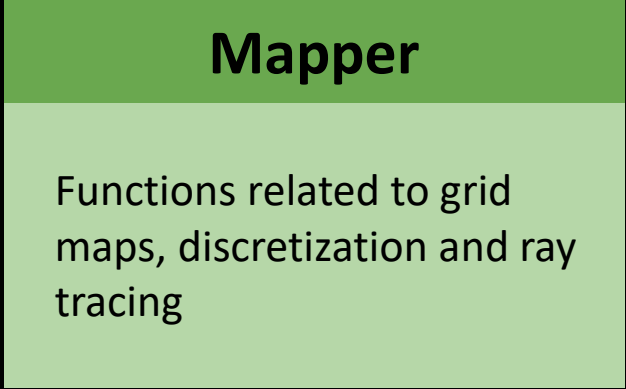 Mapper
Functions related to grid
maps, discretization and ray
tracing